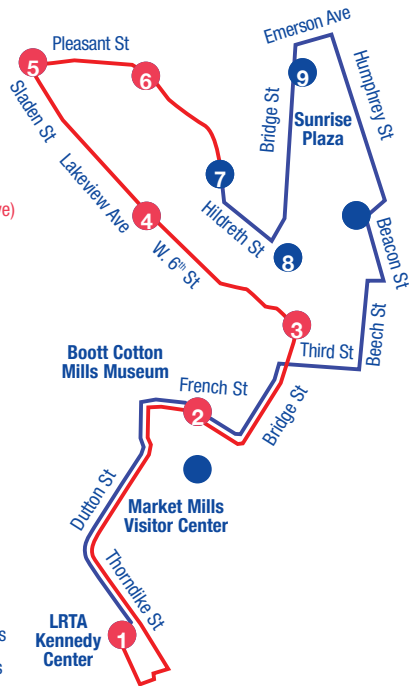 Emerson Ave
Pleasant St
5
6
9
Bridge St
Humphrey St
Sunrise
Plaza
Sladen St
7
Lakeview Ave
ve)
4
Hildreth St
W. 6th St
8
Beacon St
3
Third St
Beech St
Boott Cotton
Mills Museum
French St
2
Bridge St
Dutton St
Market Mills
Visitor Center
Thorndike St
LRTA
Kennedy
Center
1
s
s